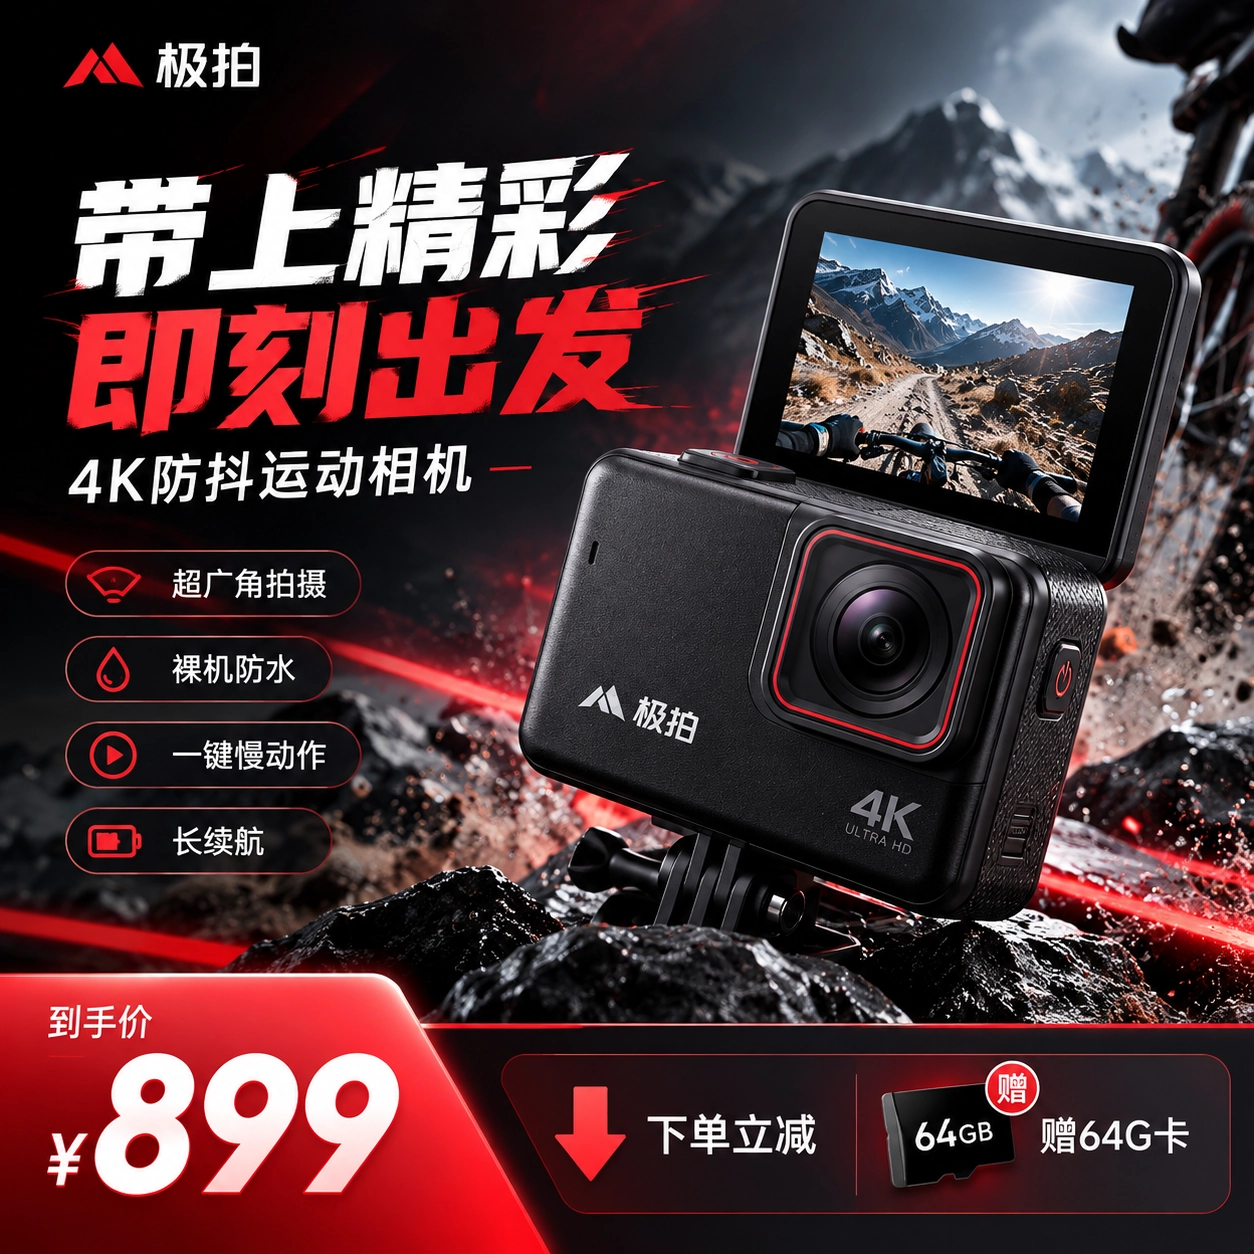 极拍
带上精彩
即刻出发
4K防抖运动相机
超广角拍摄
裸机防水
一键慢动作
长续航
极拍
4K
ULTRA HD
到手价
¥899
下单立减
64GB
赠
赠64G卡